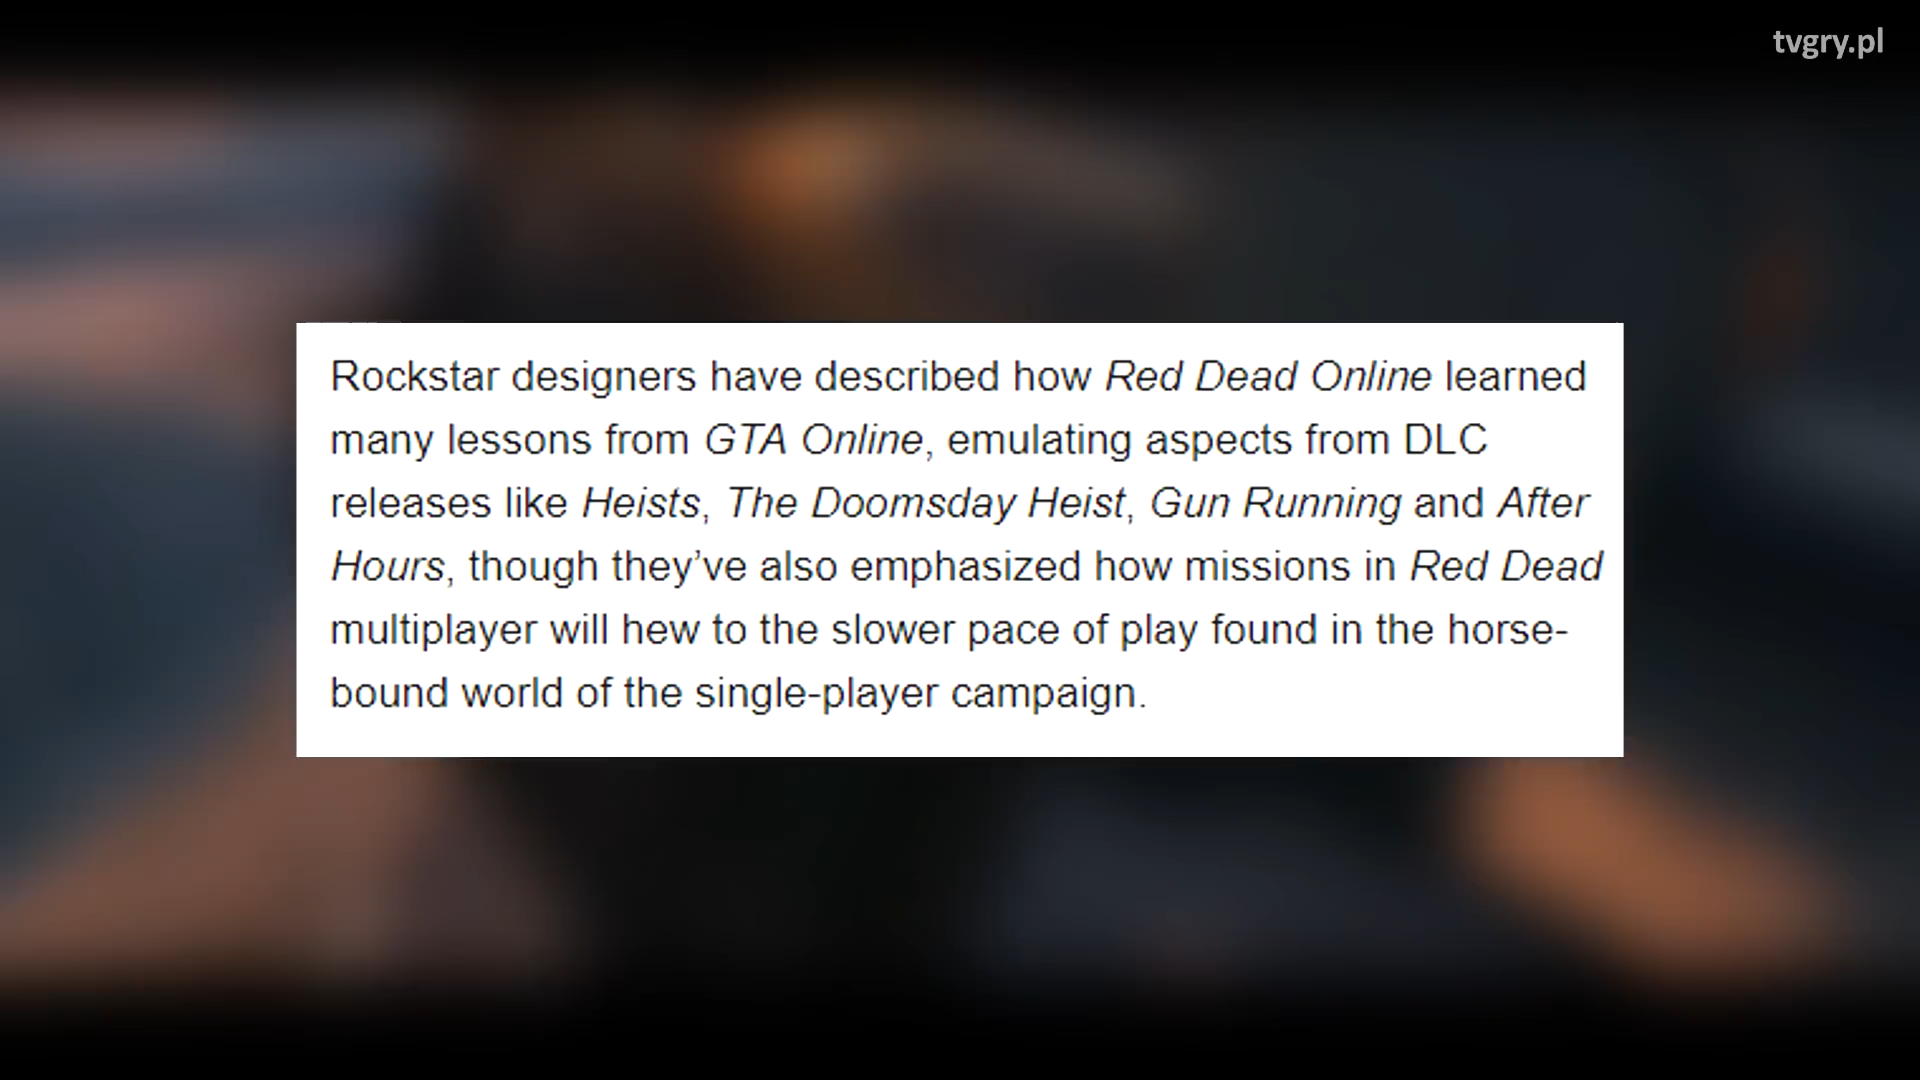 tvgry.pl
Rockstar designers have described how Red Dead Online learned
many lessons from GTA Online, emulating aspects from DLC
releases like Heists, The Doomsday Heist, Gun Running and After
Hours, though they’ve also emphasized how missions in Red Dead
multiplayer will hew to the slower pace of play found in the horse-
bound world of the single-player campaign.